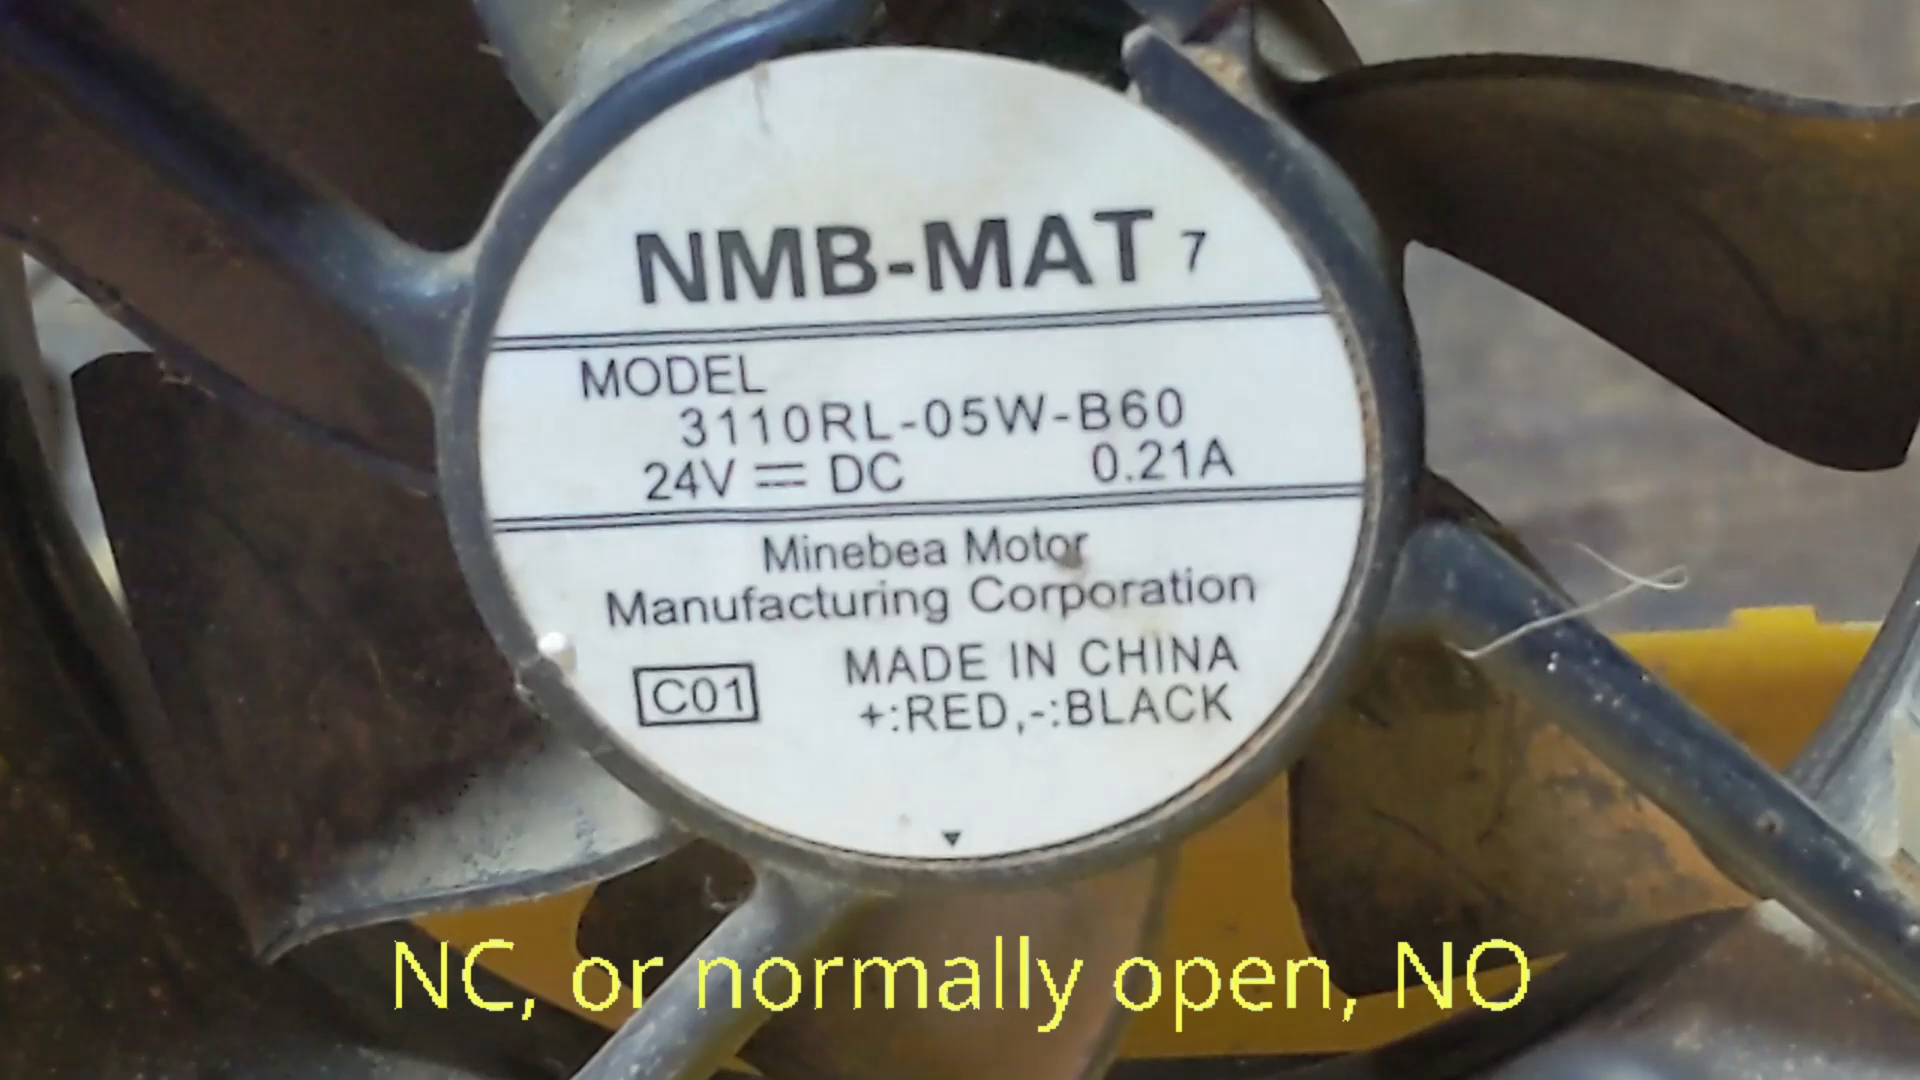 NMB-MAT 7
MODEL
3110RL-05W-B60
24V ⎓ DC 0.21A
Minebea Motor
Manufacturing Corporation
C01 MADE IN CHINA
+:RED,-:BLACK
NC, or normally open, NO